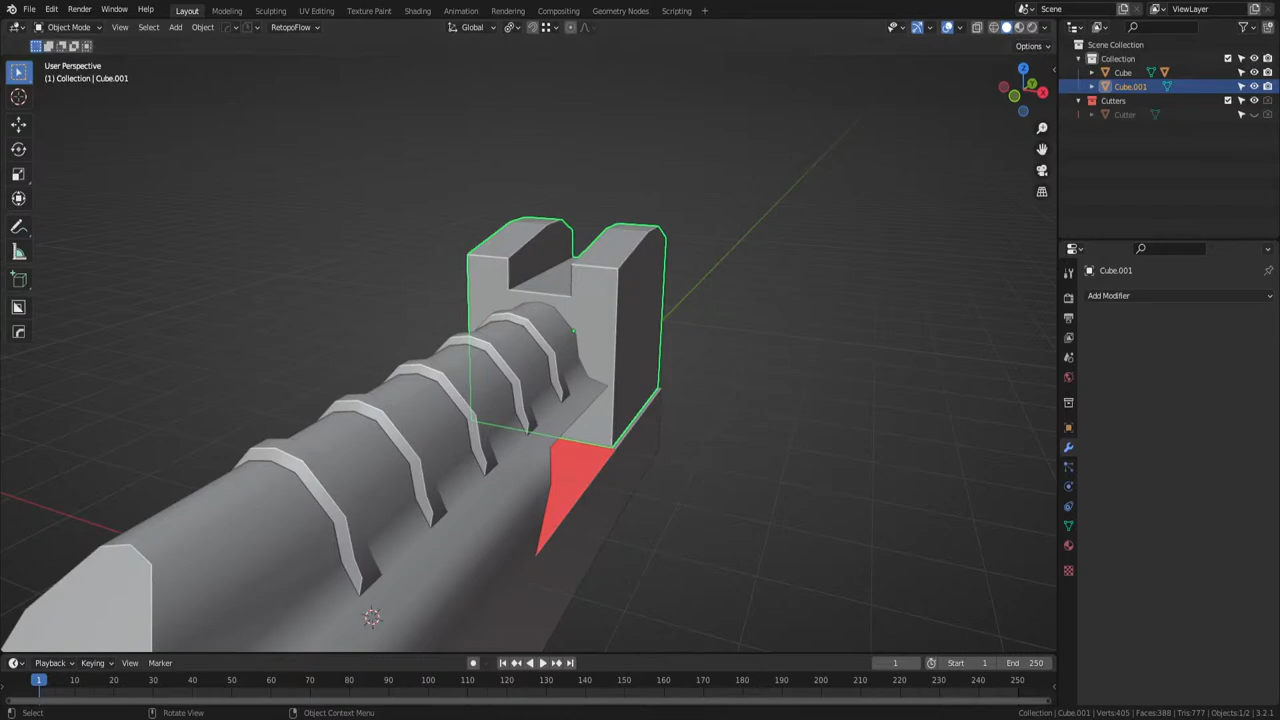 File Edit Render Window Help Layout Modeling Sculpting UV Editing Texture Paint Shading Animation Rendering Compositing Geometry Nodes Scripting + Scene ViewLayer
Object Mode View Select Add Object RetopoFlow Global
Options
User Perspective
(1) Collection | Cube.001
Z
Y
X
Scene Collection
Collection
Cube
Cube.001
Cutters
Cutter
Cube.001
Add Modifier
Playback Keying View Marker 1 Start 1 End 250
1 10 20 30 40 50 60 70 80 90 100 110 120 130 140 150 160 170 180 190 200 210 220 230 240 250
Select Rotate View Object Context Menu Collection | Cube.001 | Verts:405 | Faces:388 | Tris:777 | Objects:1/2 | 3.2.1